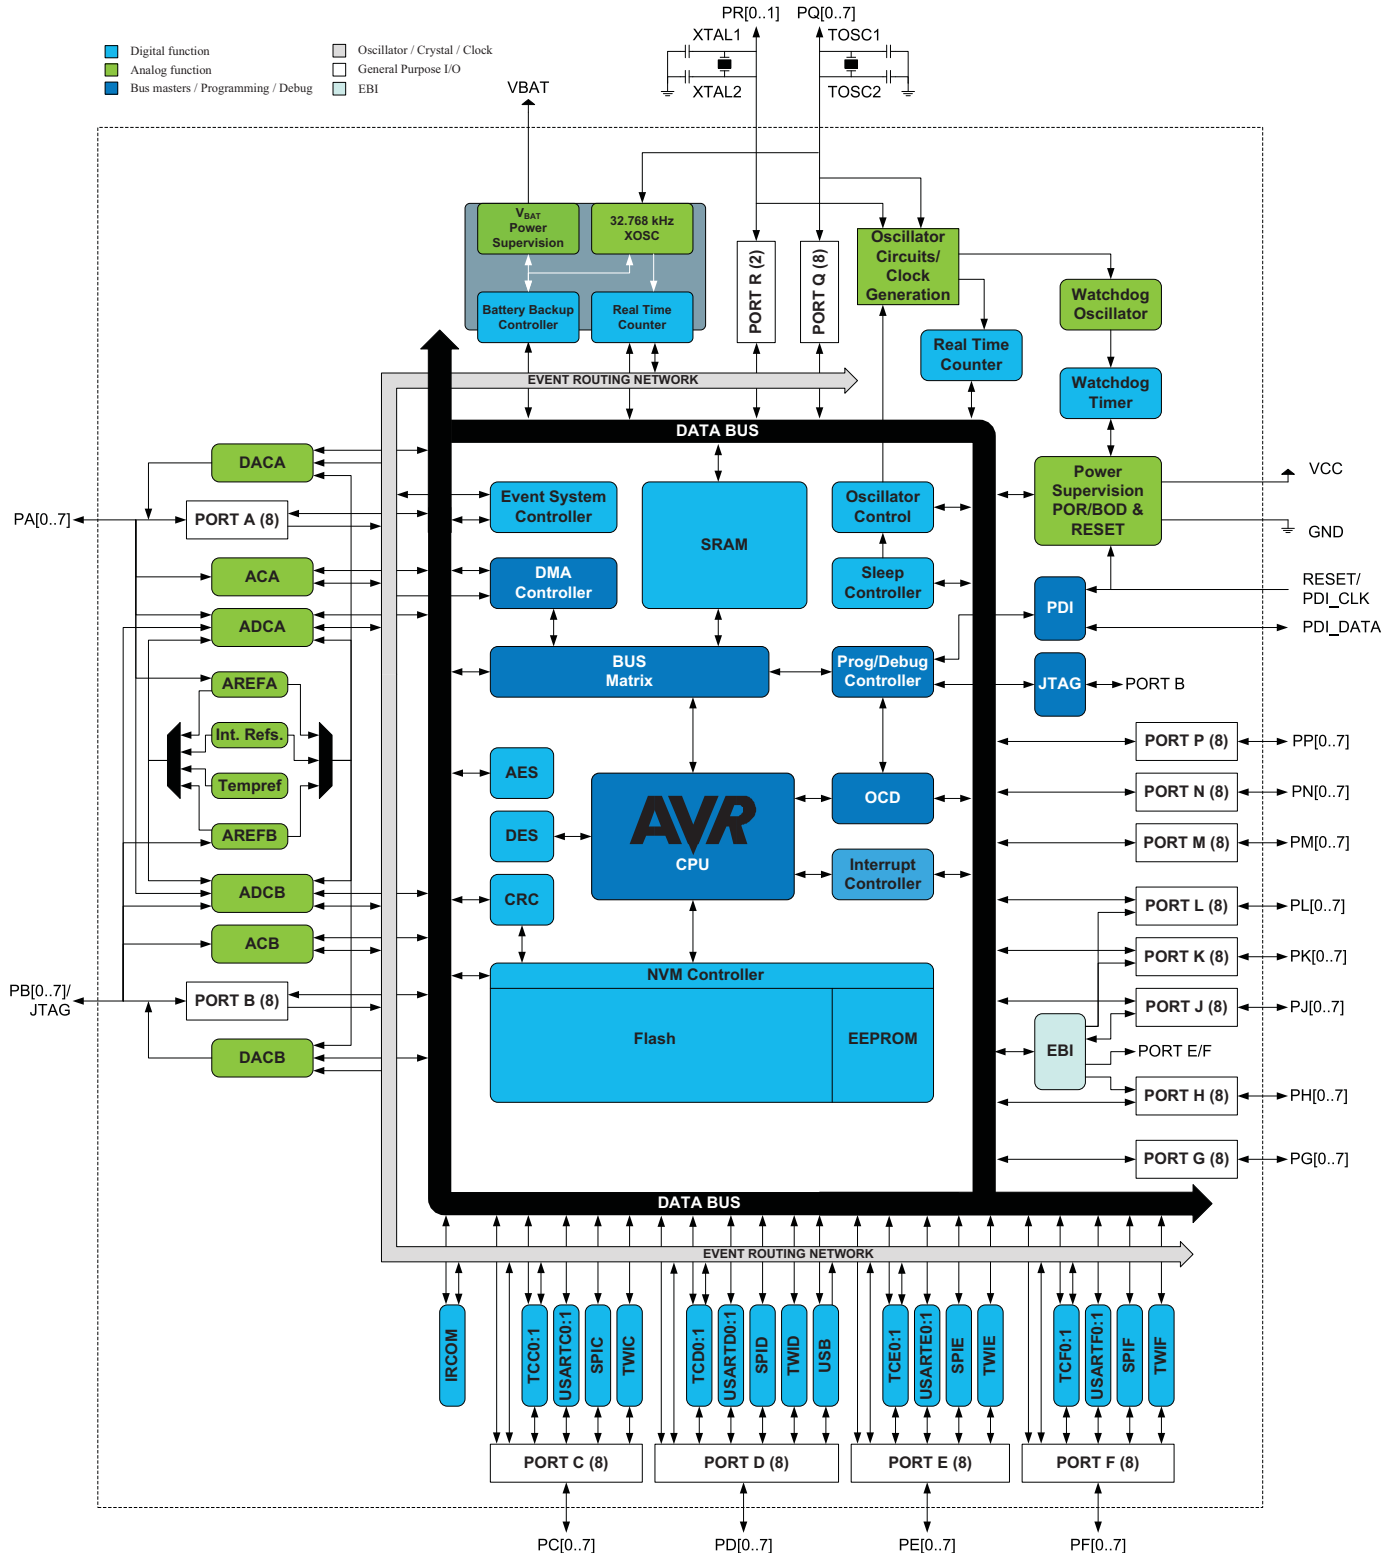 PR[0..1]
PQ[0..7]
XTAL1
TOSC1
XTAL2
TOSC2
Digital function
Analog function
Bus masters / Programming / Debug
Oscillator / Crystal / Clock
General Purpose I/O
EBI
VBAT
VBAT
Power
Supervision
32.768 kHz
XOSC
Battery Backup
Controller
Real Time
Counter
PORT R (2)
PORT Q (8)
Oscillator
Circuits/
Clock
Generation
Watchdog
Oscillator
Real Time
Counter
Watchdog
Timer
EVENT ROUTING NETWORK
DATA BUS
DACA
PA[0..7]
PORT A (8)
ACA
ADCA
AREFA
Int. Refs.
Tempref
AREFB
ADCB
ACB
PB[0..7]/
JTAG
PORT B (8)
DACB
Event System
Controller
SRAM
Oscillator
Control
DMA
Controller
Sleep
Controller
BUS
Matrix
Prog/Debug
Controller
AES
DES
CRC
AVR
CPU
OCD
Interrupt
Controller
NVM Controller
Flash
EEPROM
Power
Supervision
POR/BOD &
RESET
VCC
GND
RESET/
PDI_CLK
PDI
PDI_DATA
JTAG
PORT B
PORT P (8)
PP[0..7]
PORT N (8)
PN[0..7]
PORT M (8)
PM[0..7]
PORT L (8)
PL[0..7]
PORT K (8)
PK[0..7]
PORT J (8)
PJ[0..7]
EBI
PORT E/F
PORT H (8)
PH[0..7]
PORT G (8)
PG[0..7]
DATA BUS
EVENT ROUTING NETWORK
IRCOM
TCC0:1
USARTC0:1
SPIC
TWIC
TCD0:1
USARTD0:1
SPID
TWID
USB
TCE0:1
USARTE0:1
SPIE
TWIE
TCF0:1
USARTF0:1
SPIF
TWIF
PORT C (8)
PORT D (8)
PORT E (8)
PORT F (8)
PC[0..7]
PD[0..7]
PE[0..7]
PF[0..7]